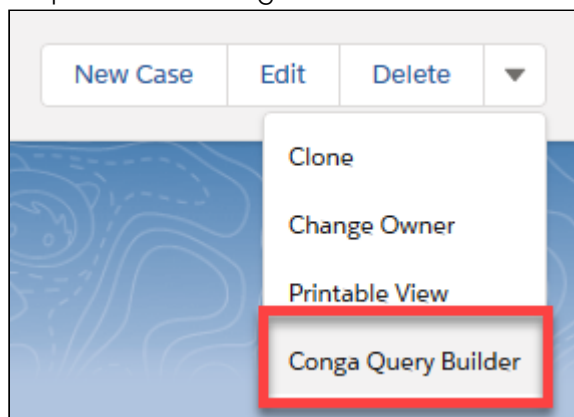 New Case Edit Delete
Clone
Change Owner
Printable View
Conga Query Builder